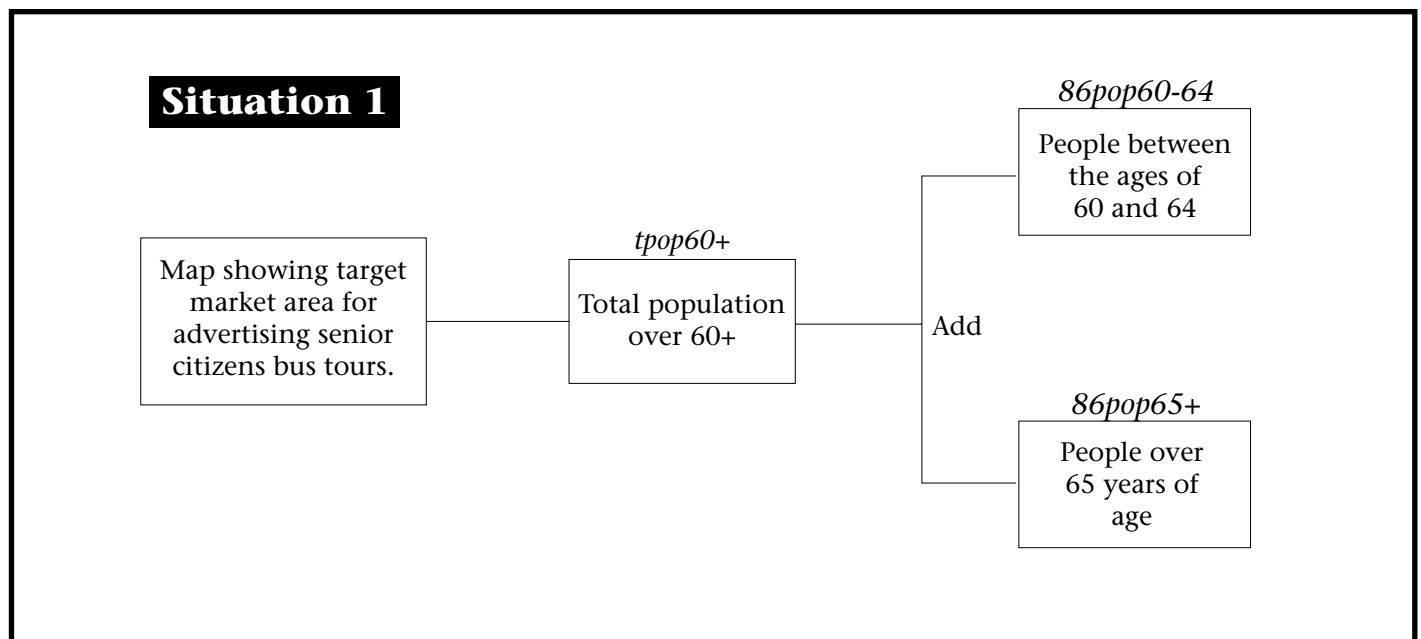 Situation 1
Map showing target
market area for
advertising senior
citizens bus tours.
tpop60+
Total population
over 60+
Add
86pop60-64
People between
the ages of
60 and 64
86pop65+
People over
65 years of
age